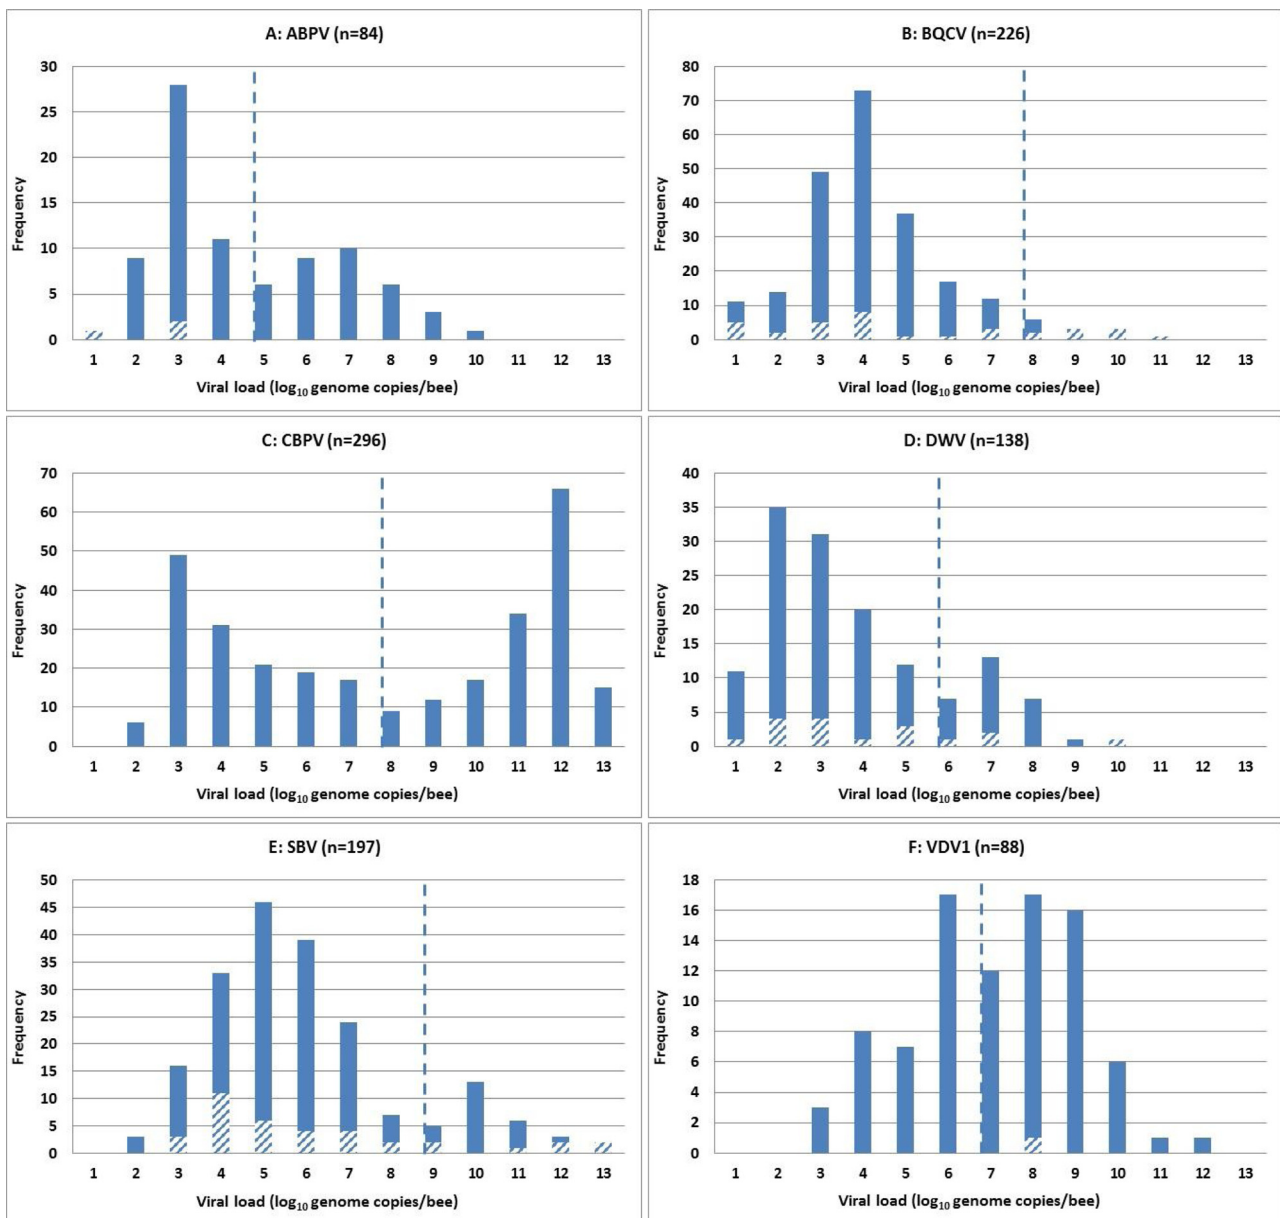 A: ABPV (n=84)
30
25
20
15
10
5
0
Frequency
1 2 3 4 5 6 7 8 9 10 11 12 13
Viral load (log₁₀ genome copies/bee)
B: BQCV (n=226)
80
70
60
50
40
30
20
10
0
Frequency
1 2 3 4 5 6 7 8 9 10 11 12 13
Viral load (log₁₀ genome copies/bee)
C: CBPV (n=296)
70
60
50
40
30
20
10
0
Frequency
1 2 3 4 5 6 7 8 9 10 11 12 13
Viral load (log₁₀ genome copies/bee)
D: DWV (n=138)
40
35
30
25
20
15
10
5
0
Frequency
1 2 3 4 5 6 7 8 9 10 11 12 13
Viral load (log₁₀ genome copies/bee)
E: SBV (n=197)
50
45
40
35
30
25
20
15
10
5
0
Frequency
1 2 3 4 5 6 7 8 9 10 11 12 13
Viral load (log₁₀ genome copies/bee)
F: VDV1 (n=88)
18
16
14
12
10
8
6
4
2
0
Frequency
1 2 3 4 5 6 7 8 9 10 11 12 13
Viral load (log₁₀ genome copies/bee)